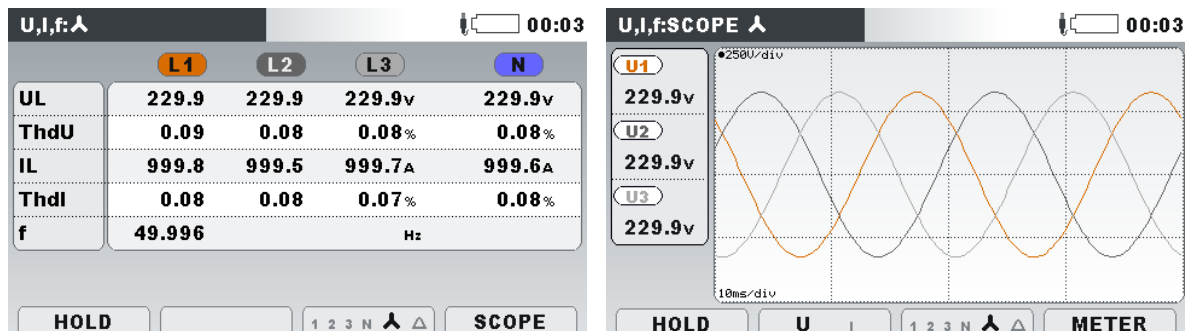 U,I,f:⅄ 00:03
L1 L2 L3 N
UL 229.9 229.9 229.9v 229.9v
ThdU 0.09 0.08 0.08% 0.08%
IL 999.8 999.5 999.7A 999.6A
ThdI 0.08 0.08 0.07% 0.08%
f 49.996 Hz
HOLD 1 2 3 N ⅄ △ SCOPE
U,I,f:SCOPE ⅄ 00:03
●250V/div
U1
229.9v
U2
229.9v
U3
229.9v
10ms/div
HOLD U I 1 2 3 N ⅄ △ METER